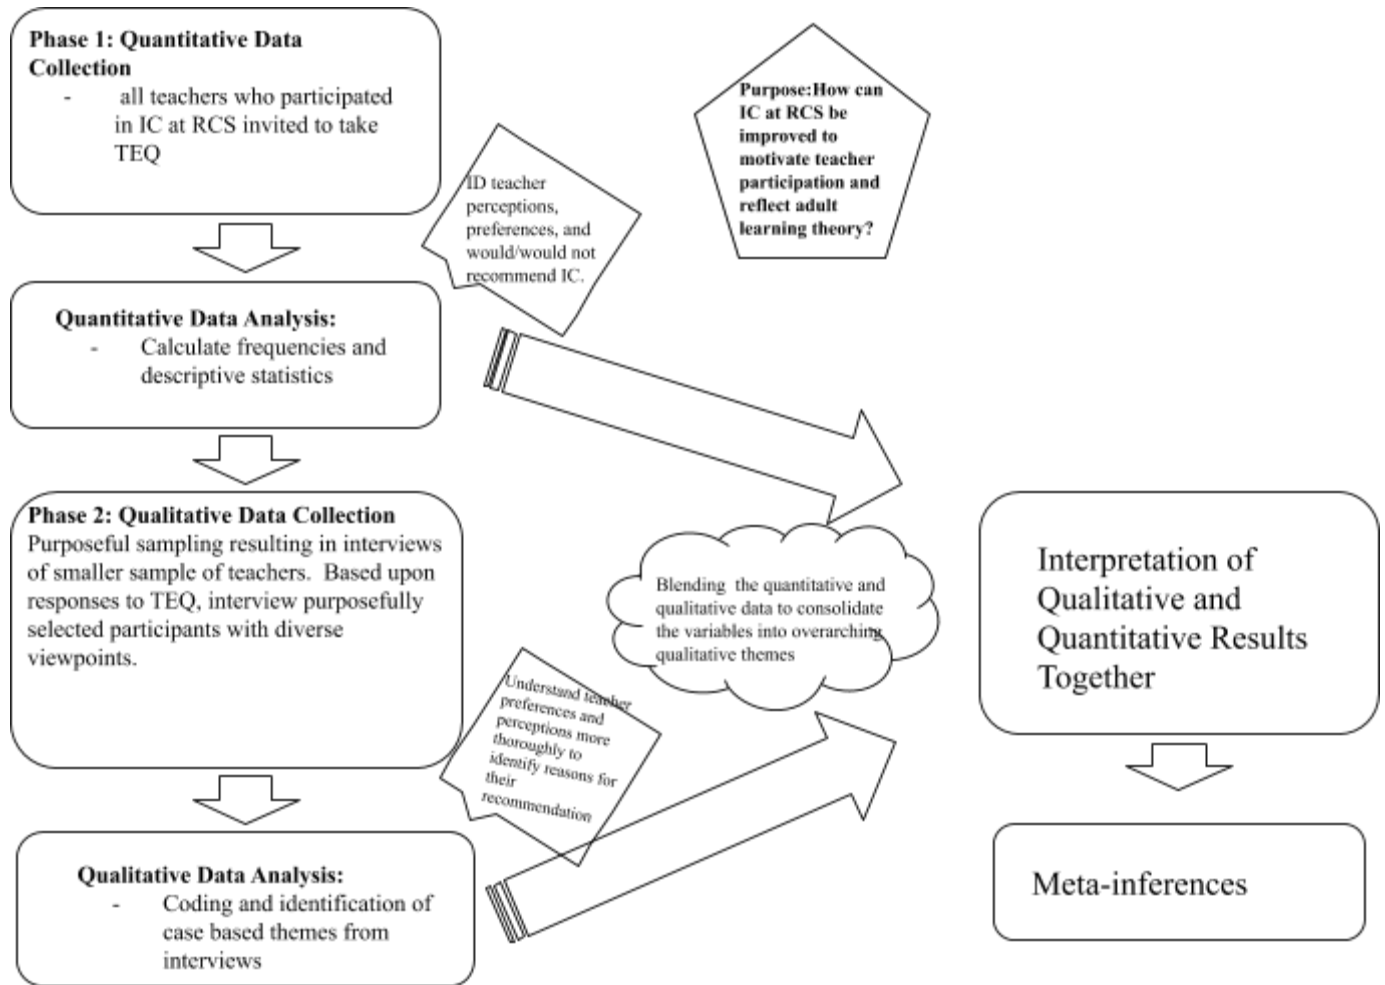 Phase 1: Quantitative Data
Collection
- all teachers who participated
in IC at RCS invited to take
TEQ
Purpose:How can
IC at RCS be
improved to
motivate teacher
participation and
reflect adult
learning theory?
ID teacher
perceptions,
preferences, and
would/would not
recommend IC.
Quantitative Data Analysis:
- Calculate frequencies and
descriptive statistics
Phase 2: Qualitative Data Collection
Purposeful sampling resulting in interviews
of smaller sample of teachers. Based upon
responses to TEQ, interview purposefully
selected participants with diverse
viewpoints.
Understand teacher
preferences and
perceptions more
thoroughly to
identify reasons for
their
recommendation
Qualitative Data Analysis:
- Coding and identification of
case based themes from
interviews
Blending the quantitative and
qualitative data to consolidate
the variables into overarching
qualitative themes
Interpretation of
Qualitative and
Quantitative Results
Together
Meta-inferences